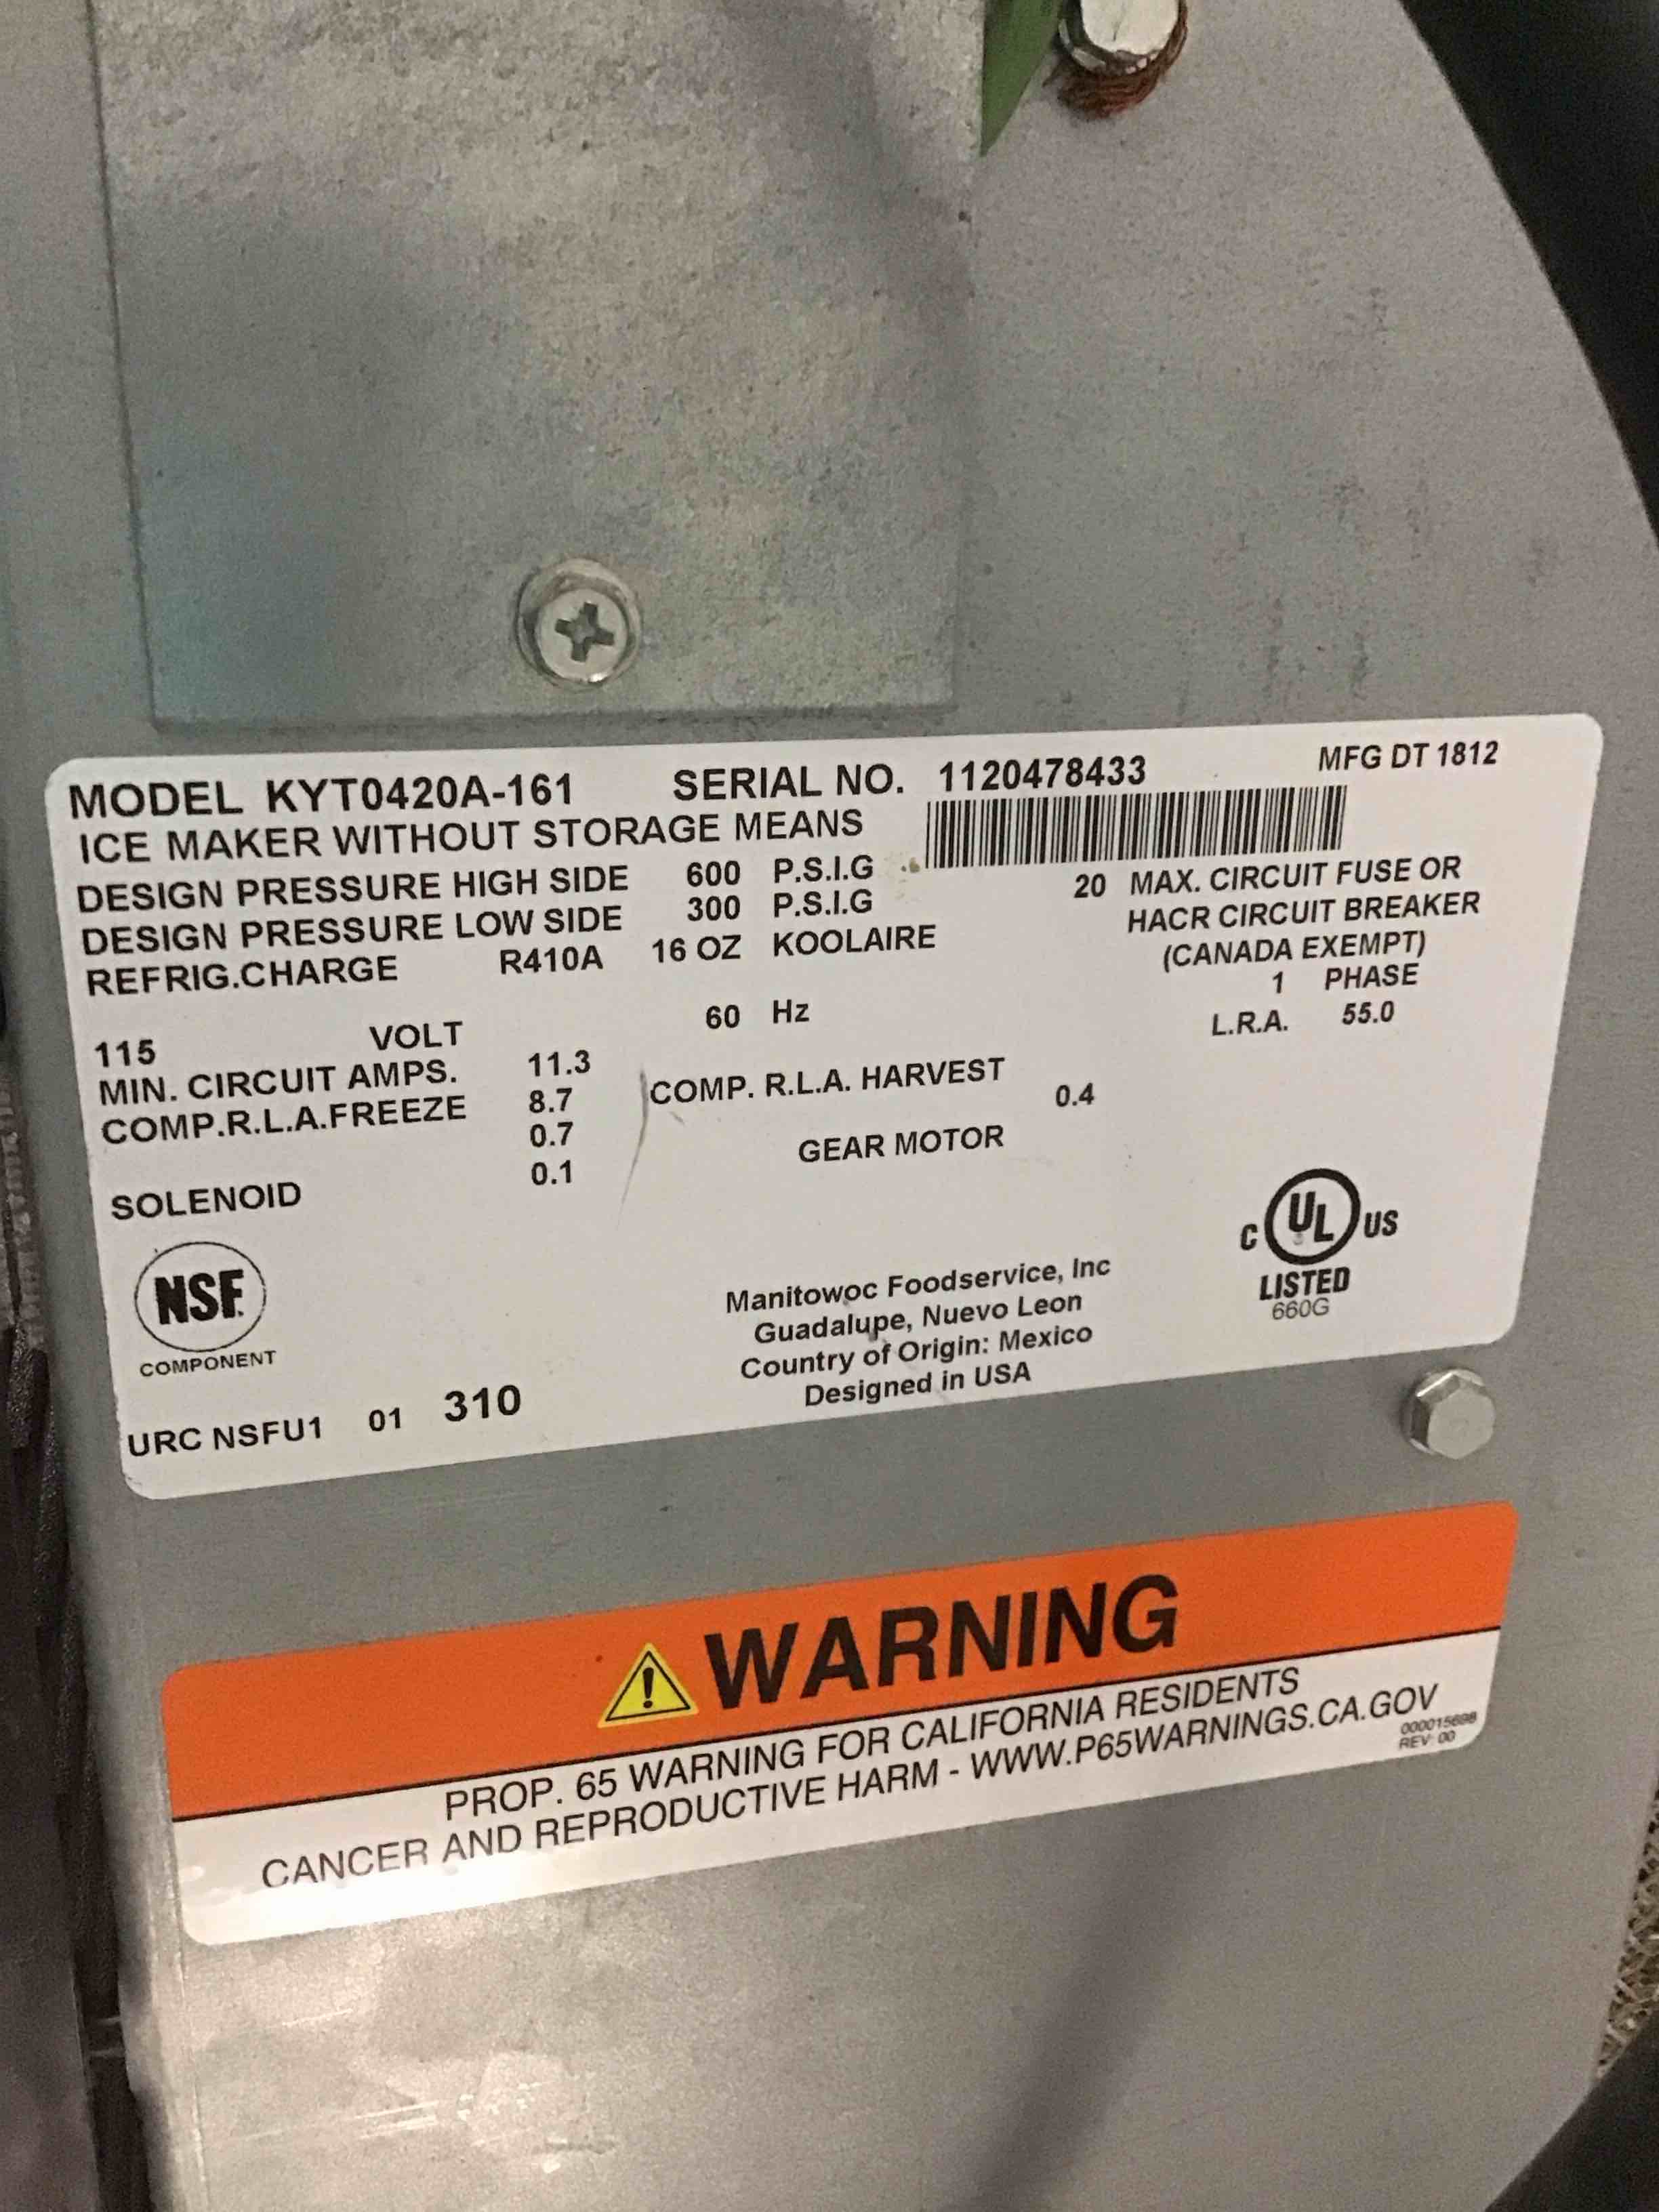 MODEL KYT0420A-161 SERIAL NO. 1120478433 MFG DT 1812
ICE MAKER WITHOUT STORAGE MEANS
DESIGN PRESSURE HIGH SIDE 600 P.S.I.G
DESIGN PRESSURE LOW SIDE 300 P.S.I.G
REFRIG.CHARGE R410A 16 OZ KOOLAIRE
20 MAX. CIRCUIT FUSE OR
HACR CIRCUIT BREAKER
(CANADA EXEMPT)
115 VOLT 60 Hz 1 PHASE
MIN. CIRCUIT AMPS. 11.3 L.R.A. 55.0
COMP.R.L.A.FREEZE 8.7 COMP. R.L.A. HARVEST
0.7 GEAR MOTOR 0.4
SOLENOID 0.1
NSF.
COMPONENT
URC NSFU1 01 310
Manitowoc Foodservice, Inc
Guadalupe, Nuevo Leon
Country of Origin: Mexico
Designed in USA
C UL US
LISTED
660G
WARNING
PROP. 65 WARNING FOR CALIFORNIA RESIDENTS
CANCER AND REPRODUCTIVE HARM - WWW.P65WARNINGS.CA.GOV
000015698
REV: 00